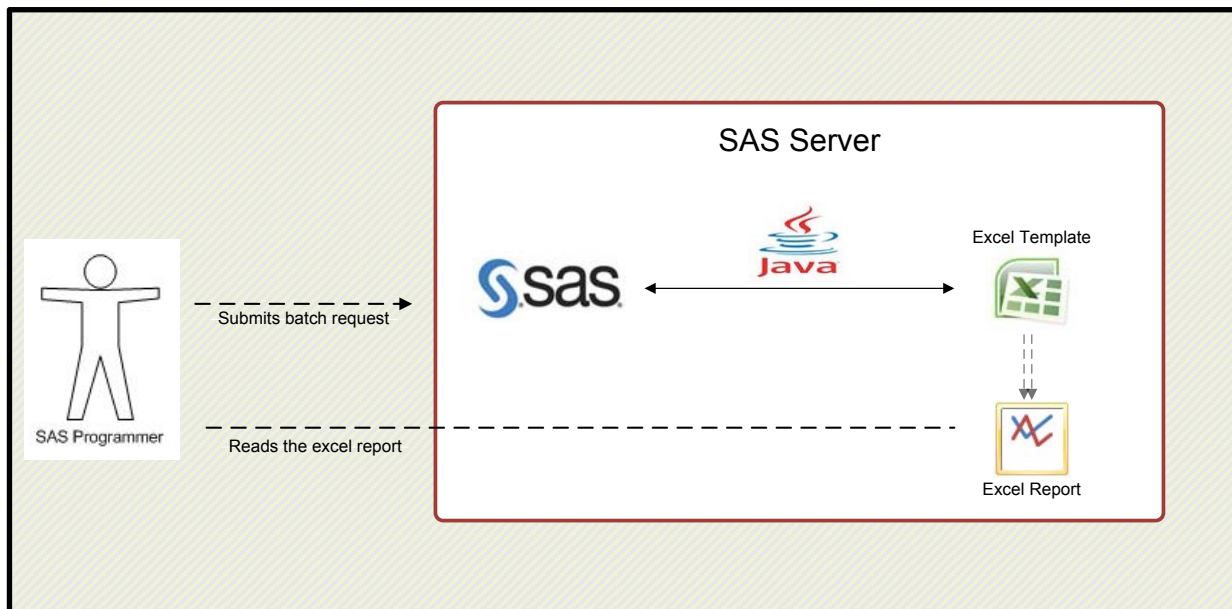 SAS Server
Java
Excel Template
sas
Submits batch request
SAS Programmer
Reads the excel report
Excel Report